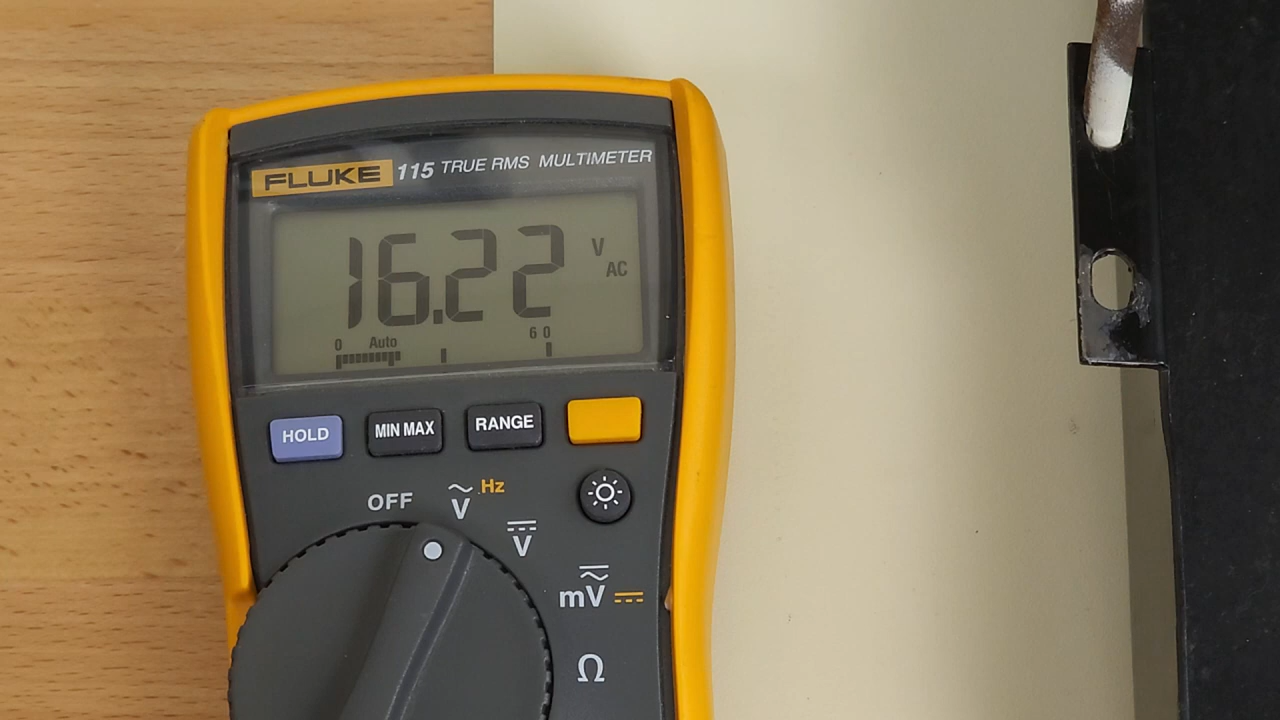 FLUKE 115 TRUE RMS MULTIMETER
16.22 V AC
0 Auto 60
HOLD MIN MAX RANGE
OFF V Hz
V
mV
Ω